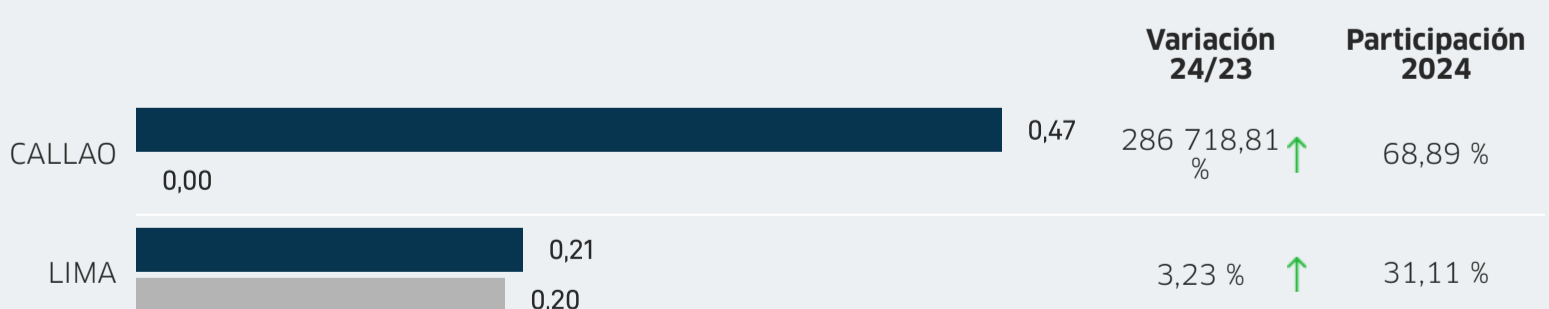 Variación Participación
24/23 2024
0,47
CALLAO 286 718,81 % 68,89 %
0,00
0,21
LIMA 3,23 % 31,11 %
0,20